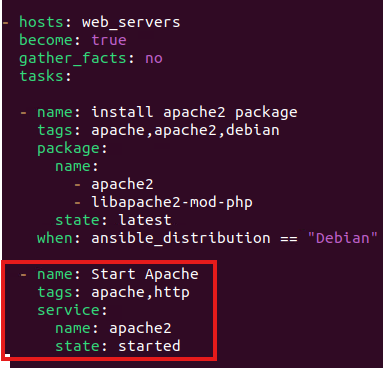 - hosts: web_servers
  become: true
  gather_facts: no
  tasks:
  - name: install apache2 package
    tags: apache,apache2,debian
    package:
      name:
        - apache2
        - libapache2-mod-php
      state: latest
    when: ansible_distribution == "Debian"
  - name: Start Apache
    tags: apache,http
    service:
      name: apache2
      state: started